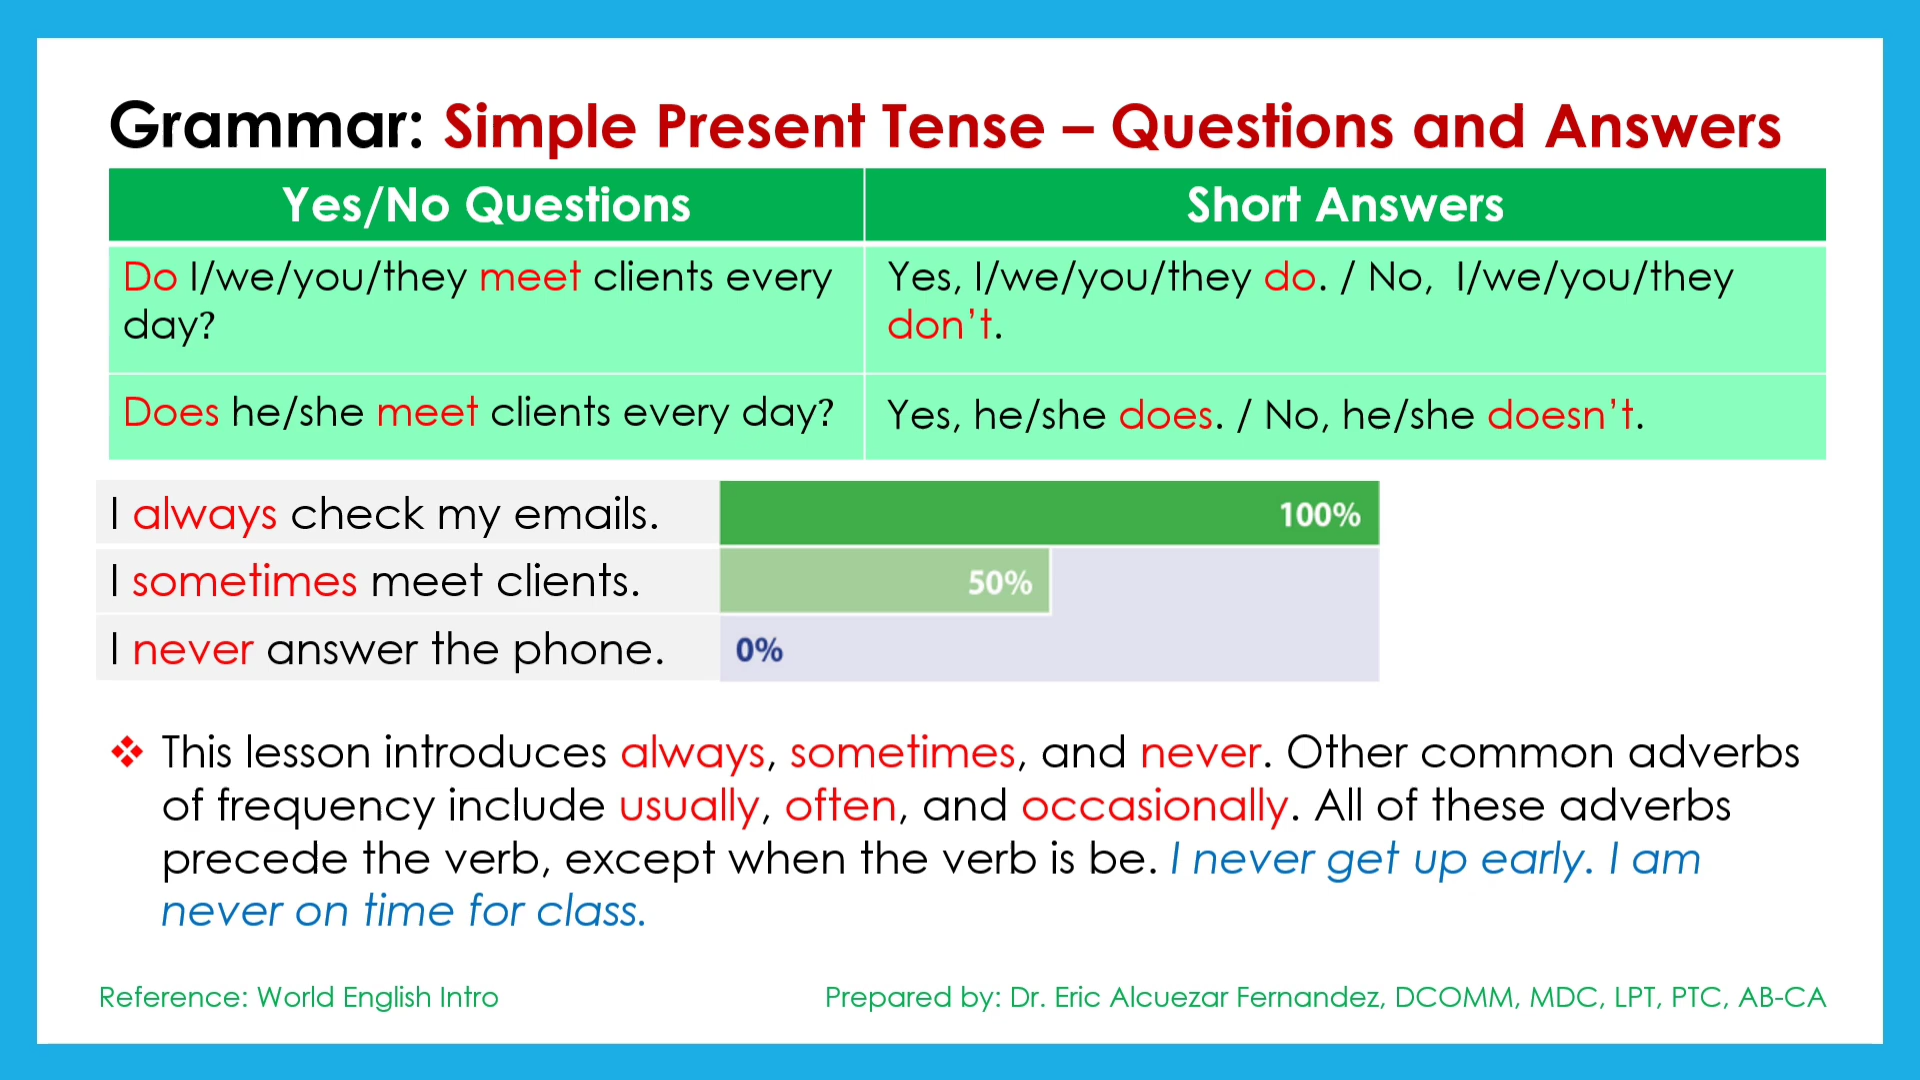 Grammar: Simple Present Tense – Questions and Answers
Yes/No Questions
Short Answers
Do I/we/you/they meet clients every
day?
Yes, I/we/you/they do. / No, I/we/you/they
don’t.
Does he/she meet clients every day?
Yes, he/she does. / No, he/she doesn’t.
I always check my emails.
100%
I sometimes meet clients.
50%
I never answer the phone.
0%
❖ This lesson introduces always, sometimes, and never. Other common adverbs
of frequency include usually, often, and occasionally. All of these adverbs
precede the verb, except when the verb is be. I never get up early. I am
never on time for class.
Reference: World English Intro
Prepared by: Dr. Eric Alcuezar Fernandez, DCOMM, MDC, LPT, PTC, AB-CA